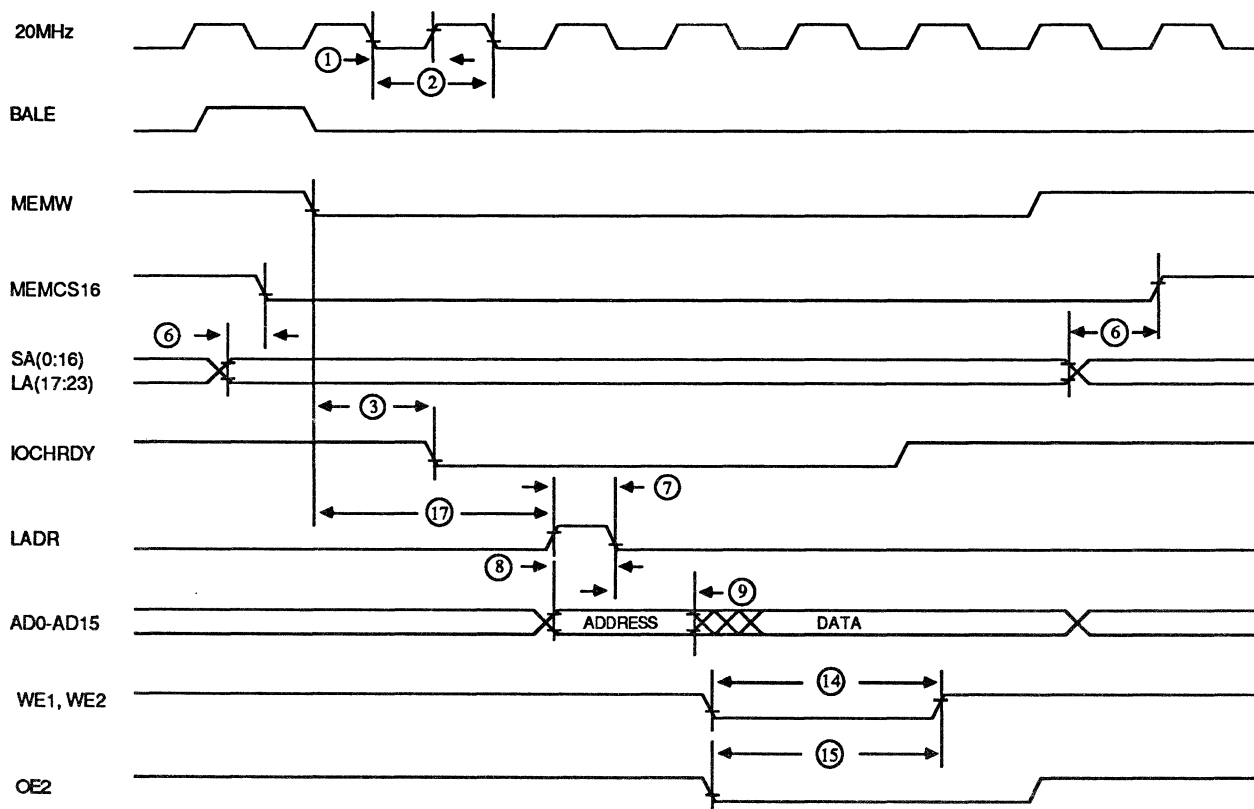 20MHz
1
2
BALE
MEMW
MEMCS16
6
6
SA(0:16)
LA(17:23)
3
IOCHRDY
7
17
LADR
8
9
AD0-AD15
ADDRESS
DATA
14
WE1, WE2
15
OE2